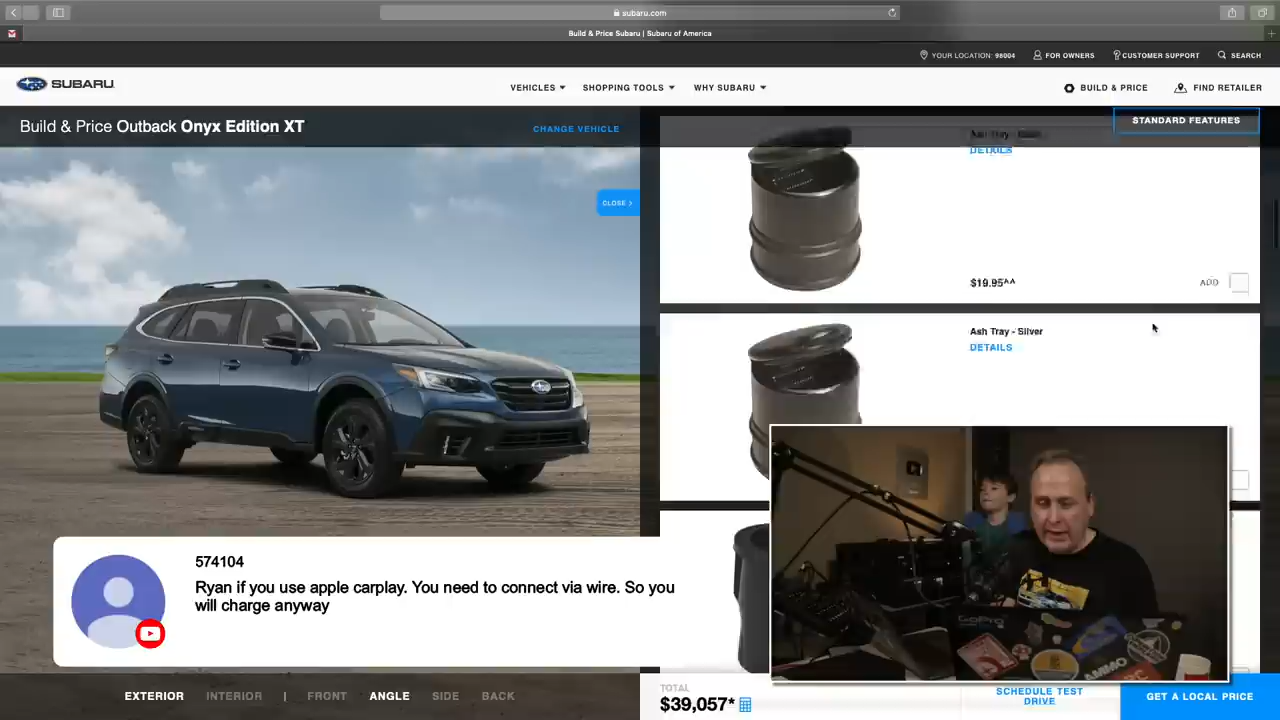 subaru.com
Build & Price Subaru | Subaru of America
YOUR LOCATION: 98004
FOR OWNERS
CUSTOMER SUPPORT
SEARCH
SUBARU
VEHICLES
SHOPPING TOOLS
WHY SUBARU
BUILD & PRICE
FIND RETAILER
Build & Price Outback Onyx Edition XT
CHANGE VEHICLE
STANDARD FEATURES
DETAILS
CLOSE >
$19.95^^
ADD
Ash Tray - Silver
DETAILS
574104
Ryan if you use apple carplay. You need to connect via wire. So you
will charge anyway
GoPro
AMMO
EXTERIOR
INTERIOR
|
FRONT
ANGLE
SIDE
BACK
TOTAL
$39,057*
SCHEDULE TEST
DRIVE
GET A LOCAL PRICE